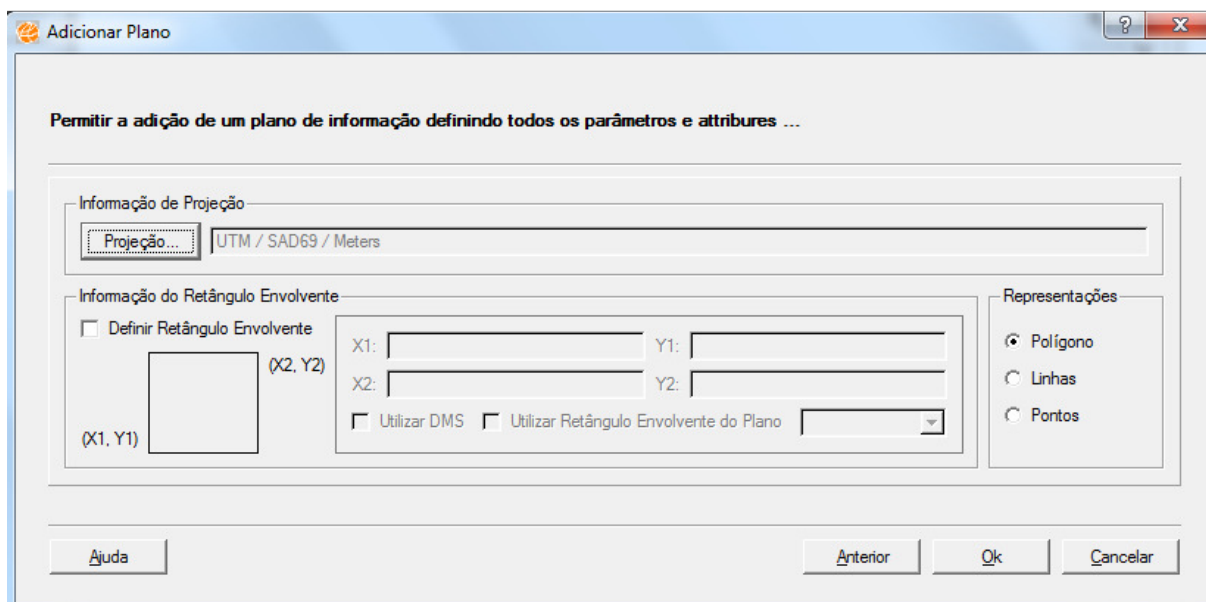 Adicionar Plano
Permitir a adição de um plano de informação definindo todos os parâmetros e attribures ...
Informação de Projeção
Projeção... UTM / SAD69 / Meters
Informação do Retângulo Envolvente
Definir Retângulo Envolvente
(X2, Y2)
(X1, Y1)
X1: Y1:
X2: Y2:
Utilizar DMS Utilizar Retângulo Envolvente do Plano
Representações
Polígono
Linhas
Pontos
Ajuda Anterior Ok Cancelar